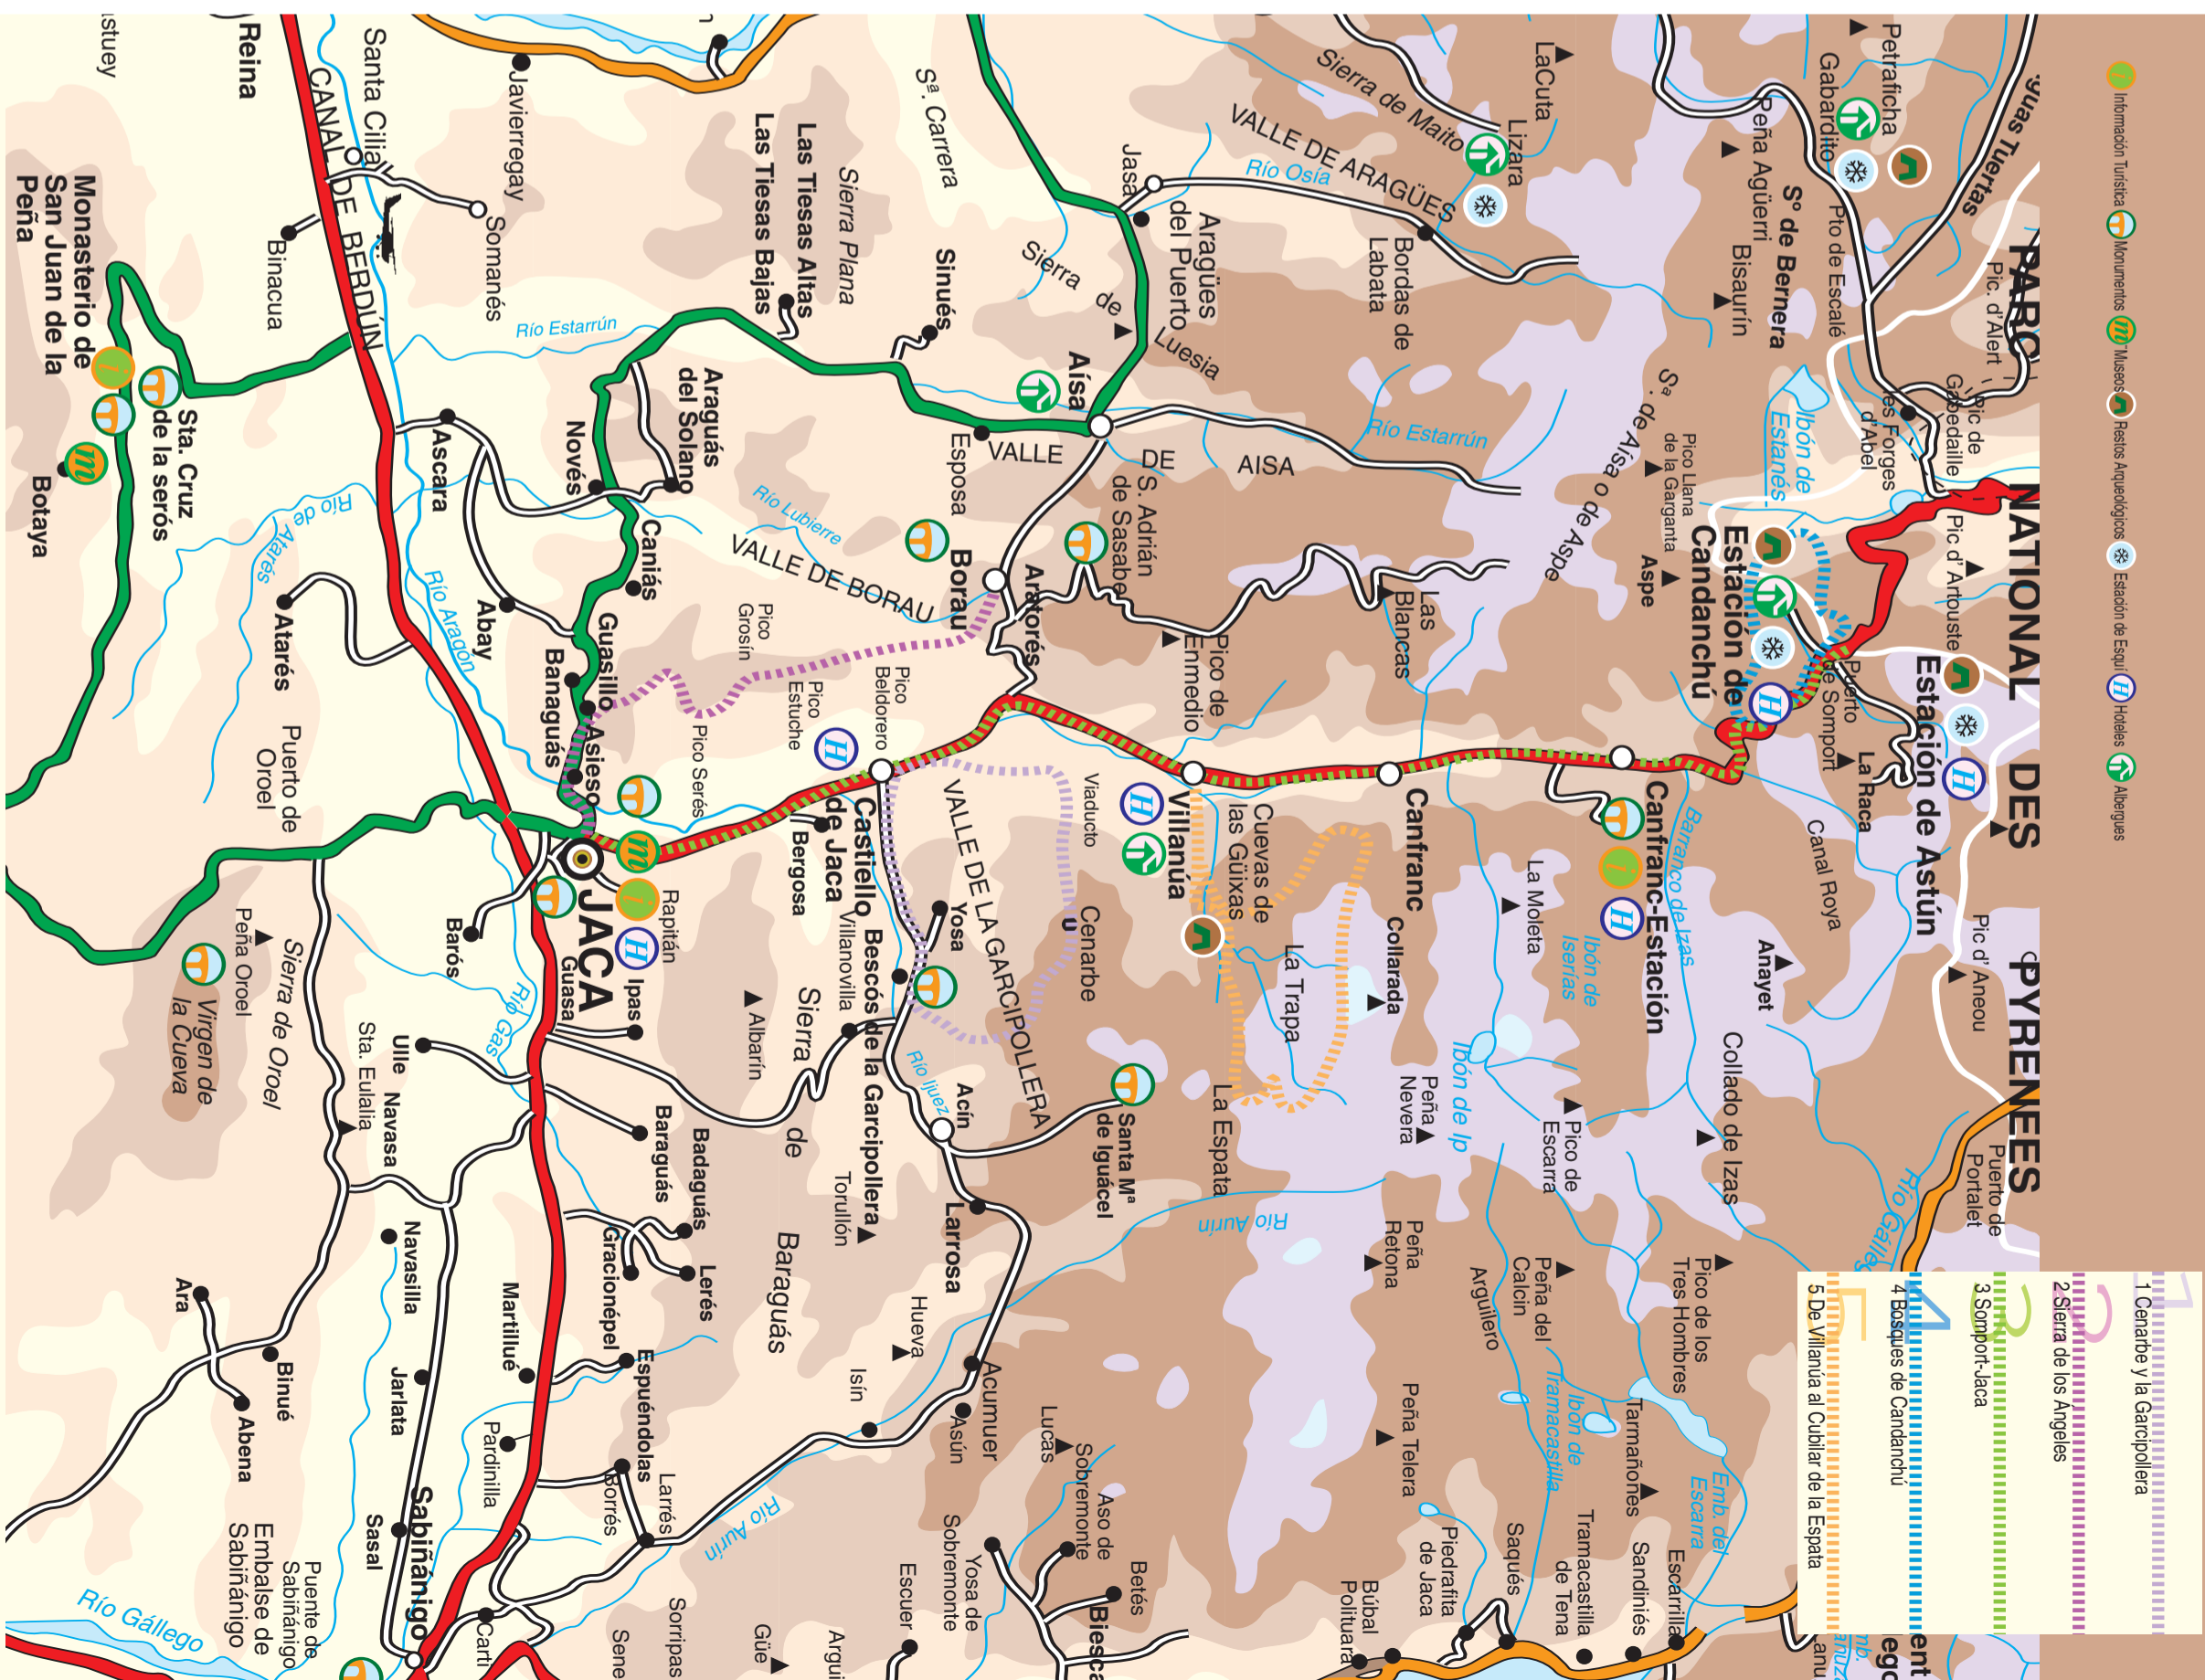 Información Turística
Monumentos
Museos
Restos Arqueológicos
Estación de Esquí
Hoteles
Albergues
PARC NATIONAL DES PYRENEES
1 Cenarbe y la Garcipollera
2 Sierra de los Ángeles
3 Somport-Jaca
4 Bosques de Candanchú
5 De Villanúa al Cubilar de la Espata
1
2
3
4
5
Petraficha
Gabardito
Peña Agüerri
Pto de Escalé
Sº de Bernera
Bisaurín
Pic. d'Alert
Pic de
Gabedaille
les Forges
d'Abel
Ibón de
Estanés
Pic d' Artouste
Estación de
Candanchú
Puerto
de Somport
Estación de Astún
La Raca
Canal Roya
Pic d' Aneou
Anayet
Puerto de
Portalet
Collado de Izas
LaCuta
Lizara
Sierra de Maito
VALLE DE ARAGÜES
Río Osía
Bordas de
Labata
Jasa
Aragües
del Puerto
Sierra de Luesia
Sª. de Aísa o de Aspe
Pico Llana
de la Garganta
Aspe
Río Estarrún
Aísa
VALLE DE AISA
Esposa
S. Adrián
de Sasabe
Las
Blancas
Pico de
Enmedio
Borau
Aratorés
VALLE DE BORAU
Río Lubierre
Canfranc-Estación
Barranco de Izas
Canfranc
La Moleta
Ibón de
Iserías
Collarada
Villanúa
Cuevas de
las Güixas
La Trapa
Ibón de Ip
Peña
Nevera
Pico de
Escarra
La Espata
Río Aurín
Peña
Retona
Peña del
Calcin
Arguilero
Pico de los
Tres Hombres
Ibón de
Tramacastilla
Tarmañones
Emb. del
Escarra
Peña Telera
Tramacastilla
de Tena
Sandiniés
Escarrilla
Saqués
Piedrafita
de Jaca
Búbal
Polituara
Sª. Carrera
Sinués
Sierra Plana
Las Tiesas Altas
Las Tiesas Bajas
Javierregay
Somanés
Santa Cilia
CANAL DE BERDÚN
Reina
Binacua
Río Estarrún
Araguás
del Solano
Novés
Caniás
Ascara
Abay
Guasillo
Banaguás
Asieso
Pico
Grosín
Pico
Beldorero
Pico
Estuche
Pico Serés
Castiello
de Jaca
Bergosa
Viaducto
VALLE DE LA GARCIPOLLERA
Cenarbe
Yosa
Villanovilla
Bescós de la Garcipollera
Río Ijuez
Acín
Santa Mª
de Iguácel
Larrosa
Torullón
Hueva
Acumuer
Asún
Isín
Lucas
Aso de
Sobremonte
Yosa de
Sobremonte
Betés
Escuer
JACA
Rapitán
Ipas
Guasa
Barós
Albarín
Sierra de Baraguás
Baraguás
Badaguás
Lerés
Gracionépel
Martillué
Espuéndolas
Borrés
Larrés
Río Aurín
Pardinilla
Carti
Sorripas
Sene
Güe
Argui
Monasterio de
San Juan de la
Peña
Sta. Cruz
de la serós
Botaya
Río de
Atarés
Río Aragón
Atarés
Puerto de
Oroel
Peña Oroel
Sierra de Oroel
Virgen de
la Cueva
Río Gas
Ulle
Sta. Eulalia
Navasa
Navasilla
Jarlata
Ara
Binué
Abena
Sasal
Sabiñánigo
Puente de
Sabiñánigo
Embalse de
Sabiñánigo
Río Gállego